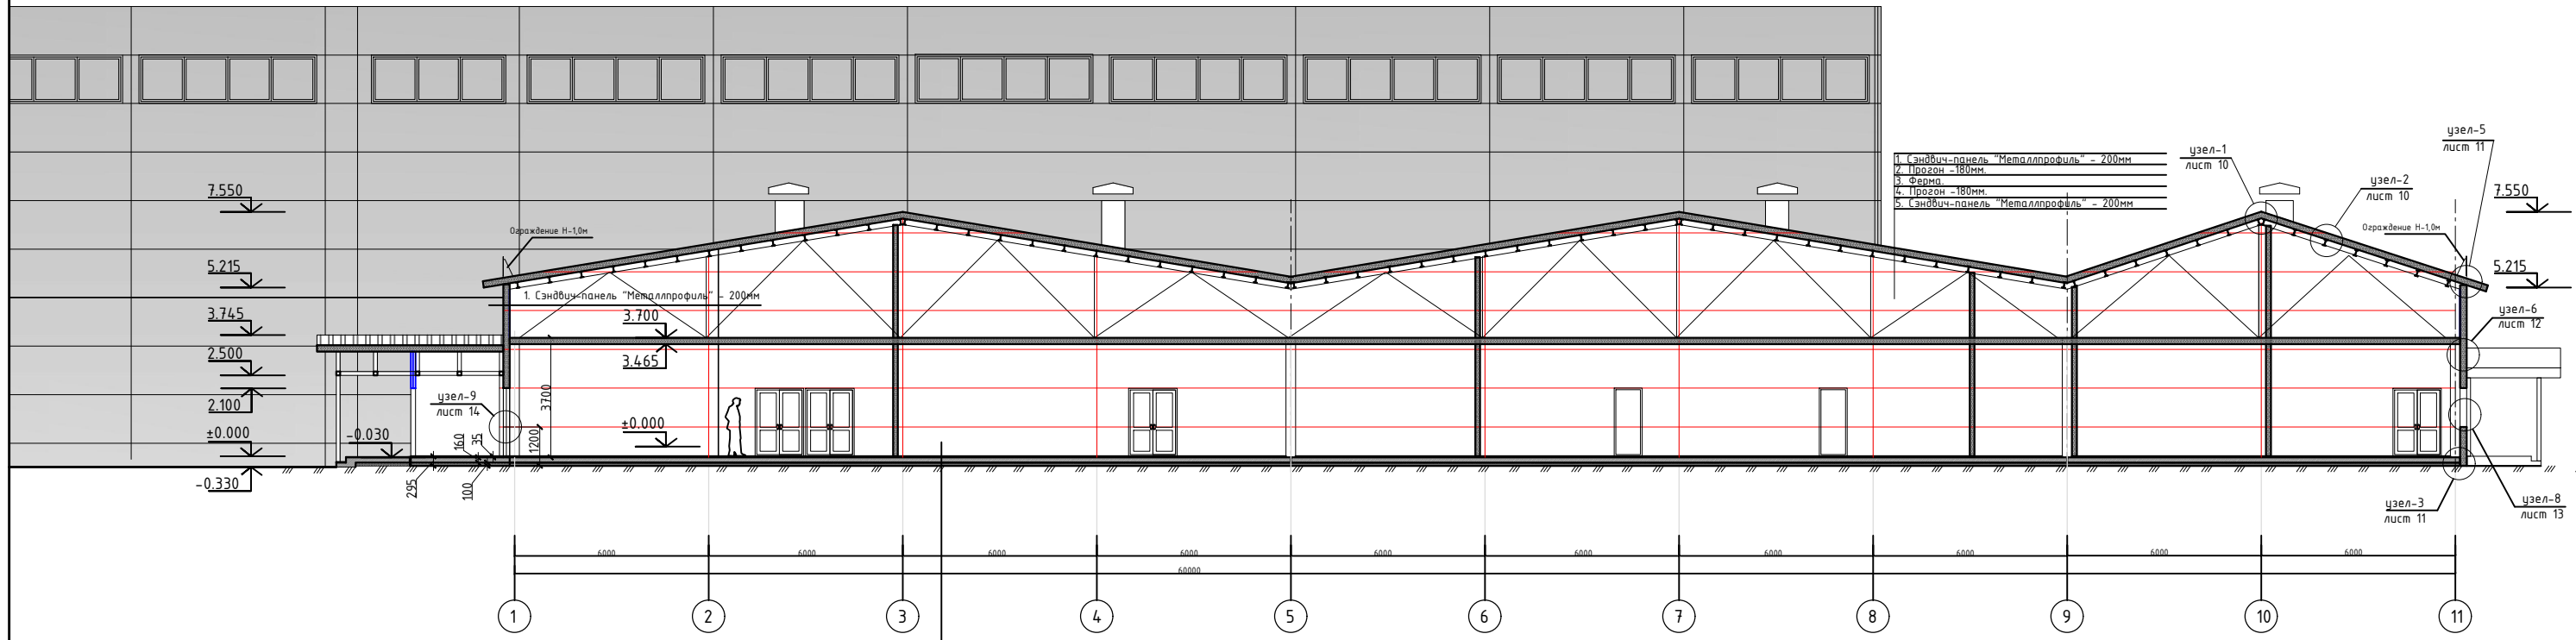 узел-5
лист 11
узел-1
лист 10
1. Сэндвич-панель "Металлпрофиль" - 200мм
2. Прогон -180мм.
3. Ферма.
4. Прогон -180мм.
5. Сэндвич-панель "Металлпрофиль" - 200мм
узел-2
лист 10
7.550
7.550
Ограждение Н-1,0м
Ограждение Н-1,0м
5.215
5.215
1. Сэндвич-панель "Металлпрофиль" - 200мм
3.745
3.700
узел-6
лист 12
2.500
3.465
2.100
узел-9
лист 14
3700
±0.000
-0.030
160
35
1200
±0.000
-0.330
295
100
узел-3
лист 11
узел-8
лист 13
6000
6000
6000
6000
6000
6000
6000
6000
6000
6000
60000
1
2
3
4
5
6
7
8
9
10
11